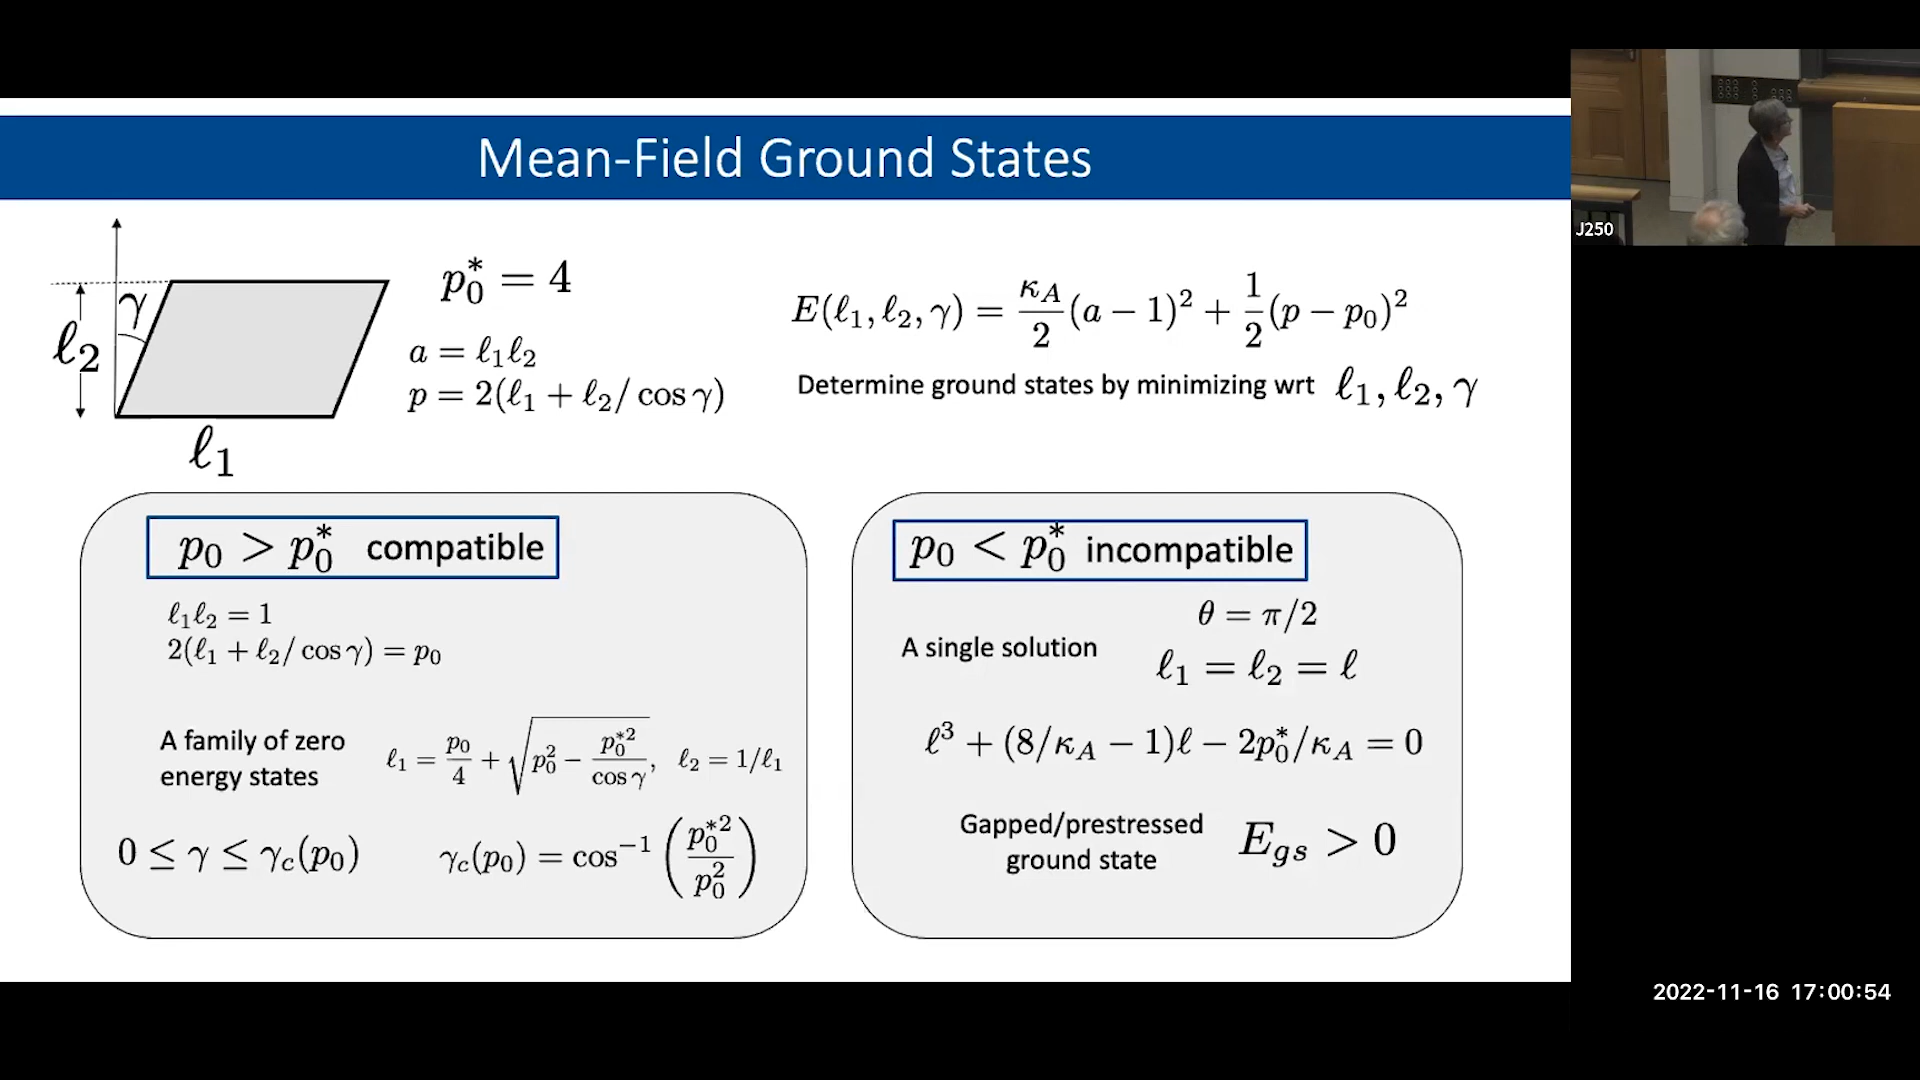 Mean-Field Ground States
γ
ℓ₂
ℓ₁
p₀* = 4
a = ℓ₁ℓ₂
p = 2(ℓ₁ + ℓ₂/ cos γ)
E(ℓ₁, ℓ₂, γ) = κ_A/2 (a − 1)² + 1/2 (p − p₀)²
Determine ground states by minimizing wrt ℓ₁, ℓ₂, γ
p₀ > p₀* compatible
ℓ₁ℓ₂ = 1
2(ℓ₁ + ℓ₂/ cos γ) = p₀
A family of zero
energy states
ℓ₁ = p₀/4 + √(p₀² − p₀*²/cos γ), ℓ₂ = 1/ℓ₁
0 ≤ γ ≤ γ_c(p₀)
γ_c(p₀) = cos⁻¹ (p₀*²/p₀²)
p₀ < p₀* incompatible
A single solution
θ = π/2
ℓ₁ = ℓ₂ = ℓ
ℓ³ + (8/κ_A − 1)ℓ − 2p₀*/κ_A = 0
Gapped/prestressed
ground state
E_gs > 0
J250
2022-11-16 17:00:54